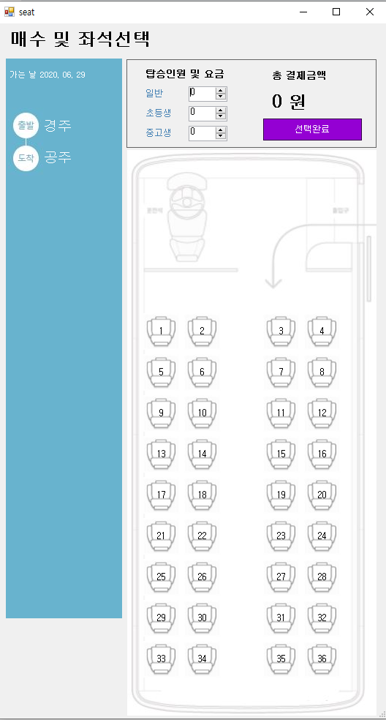 seat
매수 및 좌석선택
가는 날 2020, 06, 29
출발 경주
도착 공주
탑승인원 및 요금
일반 0
초등생 0
중고생 0
총 결제금액
0 원
선택완료
운전석
출입구
1 2 3 4
5 6 7 8
9 10 11 12
13 14 15 16
17 18 19 20
21 22 23 24
25 26 27 28
29 30 31 32
33 34 35 36